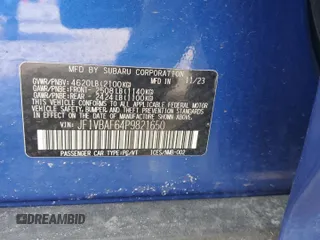 MFD. BY SUBARU CORPORATION 11/23
GVWR/PNBV: 4620LB(2100KG)
GAWR/PNBE-FRONT: 2508LB(1140KG)
GAWR/PNBE-REAR: 2424LB(1100KG)
THIS VEHICLE CONFORMS TO ALL APPLICABLE FEDERAL MOTOR
VEHICLE SAFETY, BUMPER, AND THEFT PREVENTION STANDARDS
IN EFFECT ON THE DATE OF MANUFACTURE SHOWN ABOVE.
VIN: JF1VBAF64P9821650
PASSENGER CAR TYPE:PC/VT ICES/NMB-002
DREAMBID